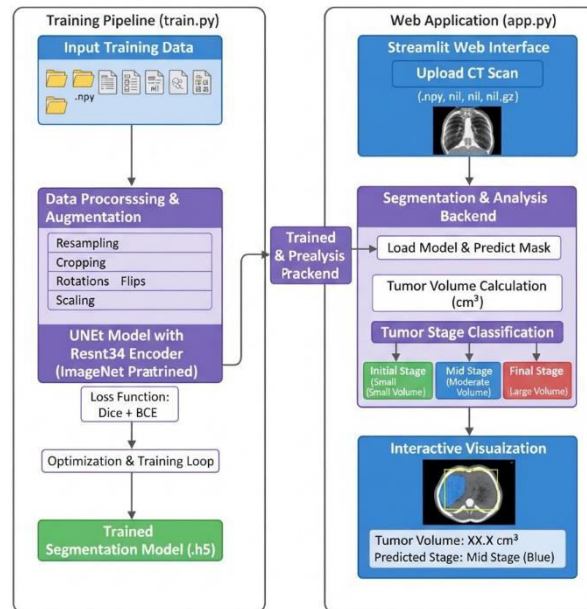 Training Pipeline (train.py)
Input Training Data
.npy
Data Procorsssing &
Augmentation
Resampling
Cropping
Rotations Flips
Scaling
UNEt Model with
Resnt34 Encoder
(ImageNet Pratrined)
Loss Function:
Dice + BCE
Optimization & Training Loop
Trained
Segmentation Model (.h5)
Trained
& Prealysis
Prackend
Web Application (app.py)
Streamlit Web Interface
Upload CT Scan
(.npy, nil, nil, nil,gz)
Segmentation & Analysis
Backend
Load Model & Predict Mask
Tumor Volume Calculation
(cm³)
Tumor Stage Classification
Initial Stage
(Small
(Small Volume)
Mid Stage
(Moderate
Volume)
Final Stage
(Large Volume)
Interactive Visuaization
Tumor Volume: XX.X cm³
Predicted Stage: Mid Stage (Blue)